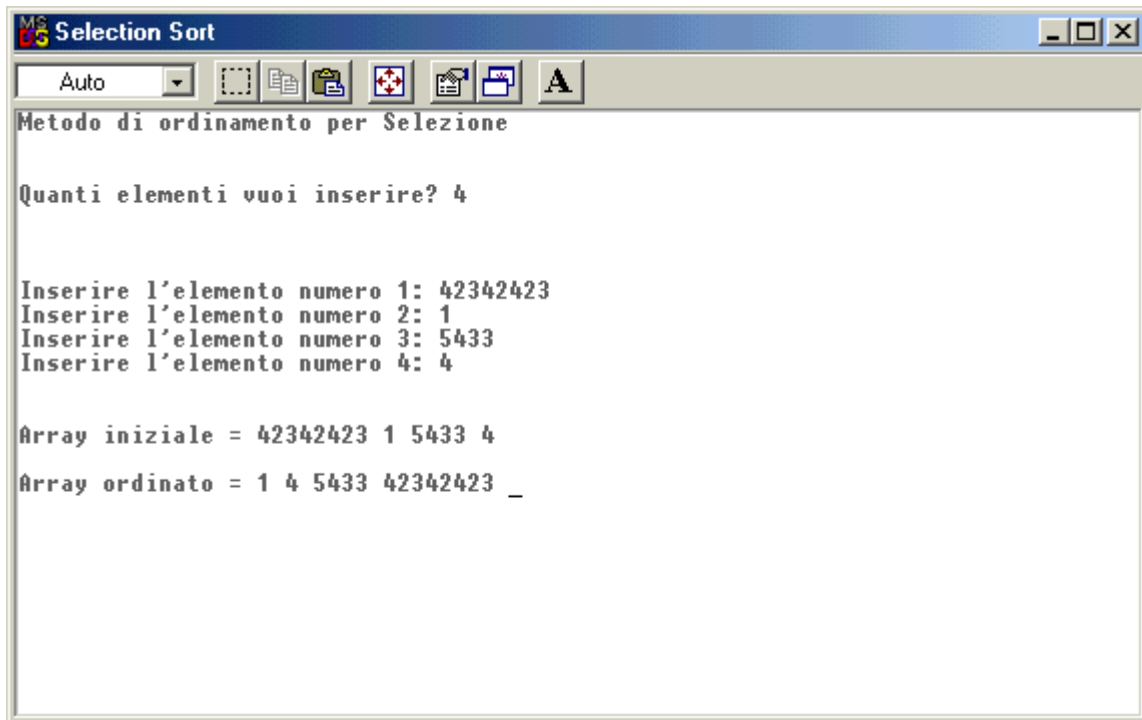 MS DOS Selection Sort
Auto A
Metodo di ordinamento per Selezione
Quanti elementi vuoi inserire? 4
Inserire l'elemento numero 1: 42342423
Inserire l'elemento numero 2: 1
Inserire l'elemento numero 3: 5433
Inserire l'elemento numero 4: 4
Array iniziale = 42342423 1 5433 4
Array ordinato = 1 4 5433 42342423 _